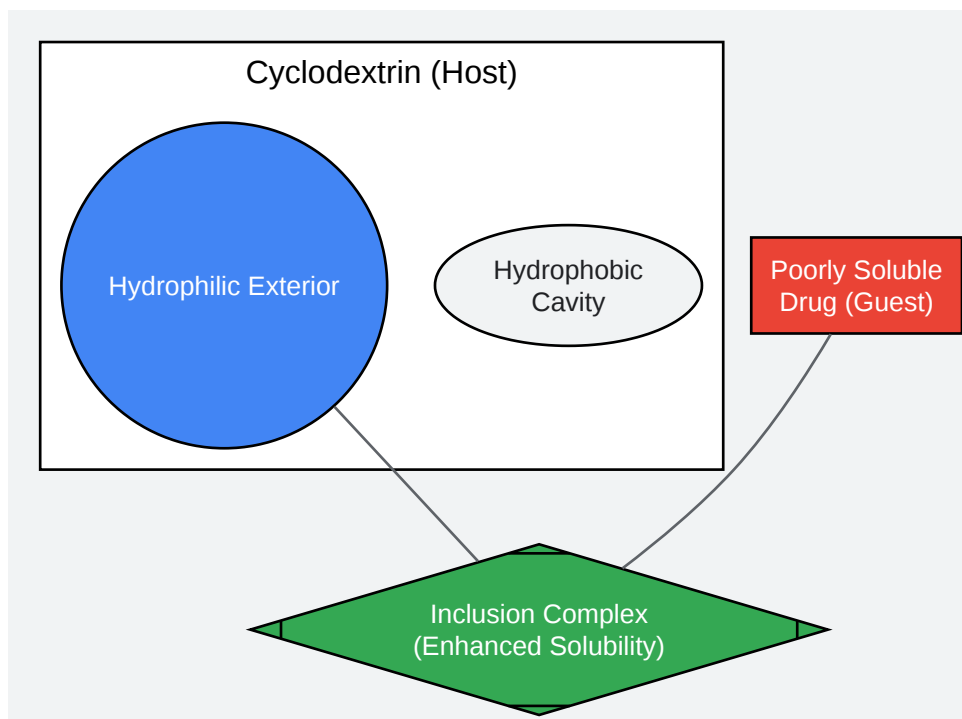 Cyclodextrin (Host)
Hydrophilic Exterior
Hydrophobic
Cavity
Poorly Soluble
Drug (Guest)
Inclusion Complex
(Enhanced Solubility)